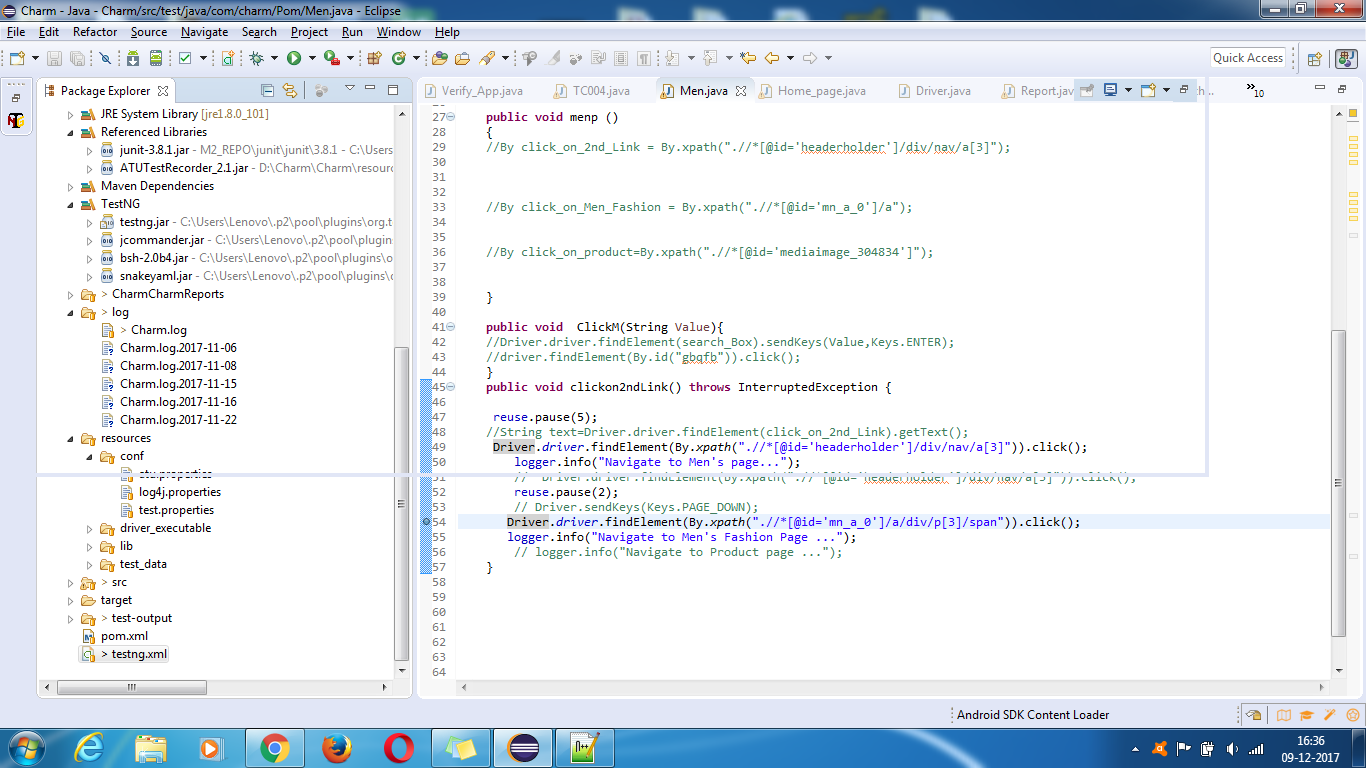 Charm - Java - Charm/src/test/java/com/charm/Pom/Men.java - Eclipse
File Edit Refactor Source Navigate Search Project Run Window Help
Quick Access
Package Explorer
JRE System Library [jre1.8.0_101]
Referenced Libraries
junit-3.8.1.jar - M2_REPO\junit\junit\3.8.1 - C:\Users
ATUTestRecorder_2.1.jar - D:\Charm\Charm\resourc
Maven Dependencies
TestNG
testng.jar - C:\Users\Lenovo\.p2\pool\plugins\org.t
jcommander.jar - C:\Users\Lenovo\.p2\pool\plugin
bsh-2.0b4.jar - C:\Users\Lenovo\.p2\pool\plugins\o
snakeyaml.jar - C:\Users\Lenovo\.p2\pool\plugins\
> CharmCharmReports
> log
> Charm.log
Charm.log.2017-11-06
Charm.log.2017-11-08
Charm.log.2017-11-15
Charm.log.2017-11-16
Charm.log.2017-11-22
resources
conf
log4j.properties
test.properties
driver_executable
lib
test_data
> src
target
> test-output
pom.xml
> testng.xml
Verify_App.java TC004.java Men.java Home_page.java Driver.java Report.jav »10
27 public void menp ()
28 {
29 //By click_on_2nd_Link = By.xpath(".//*[@id='headerholder']/div/nav/a[3]");
30
31
32
33 //By click_on_Men_Fashion = By.xpath(".//*[@id='mn_a_0']/a");
34
35
36 //By click_on_product=By.xpath(".//*[@id='mediaimage_304834']");
37
38
39 }
40
41 public void  ClickM(String Value){
42 //Driver.driver.findElement(search_Box).sendKeys(Value,Keys.ENTER);
43 //driver.findElement(By.id("gbqfb")).click();
44 }
45 public void clickon2ndLink() throws InterruptedException {
46
47 reuse.pause(5);
48 //String text=Driver.driver.findElement(click_on_2nd_Link).getText();
49 Driver.driver.findElement(By.xpath(".//*[@id='headerholder']/div/nav/a[3]")).click();
50 logger.info("Navigate to Men's page...");
51 // Driver.driver.findElement(By.xpath(".//*[@id='headerholder']/div/nav/a[3]")).click();
52 reuse.pause(2);
53 // Driver.sendKeys(Keys.PAGE_DOWN);
54 Driver.driver.findElement(By.xpath(".//*[@id='mn_a_0']/a/div/p[3]/span")).click();
55 logger.info("Navigate to Men's Fashion Page ...");
56 // logger.info("Navigate to Product page ...");
57 }
58
59
60
61
62
63
64
Android SDK Content Loader
16:36
09-12-2017